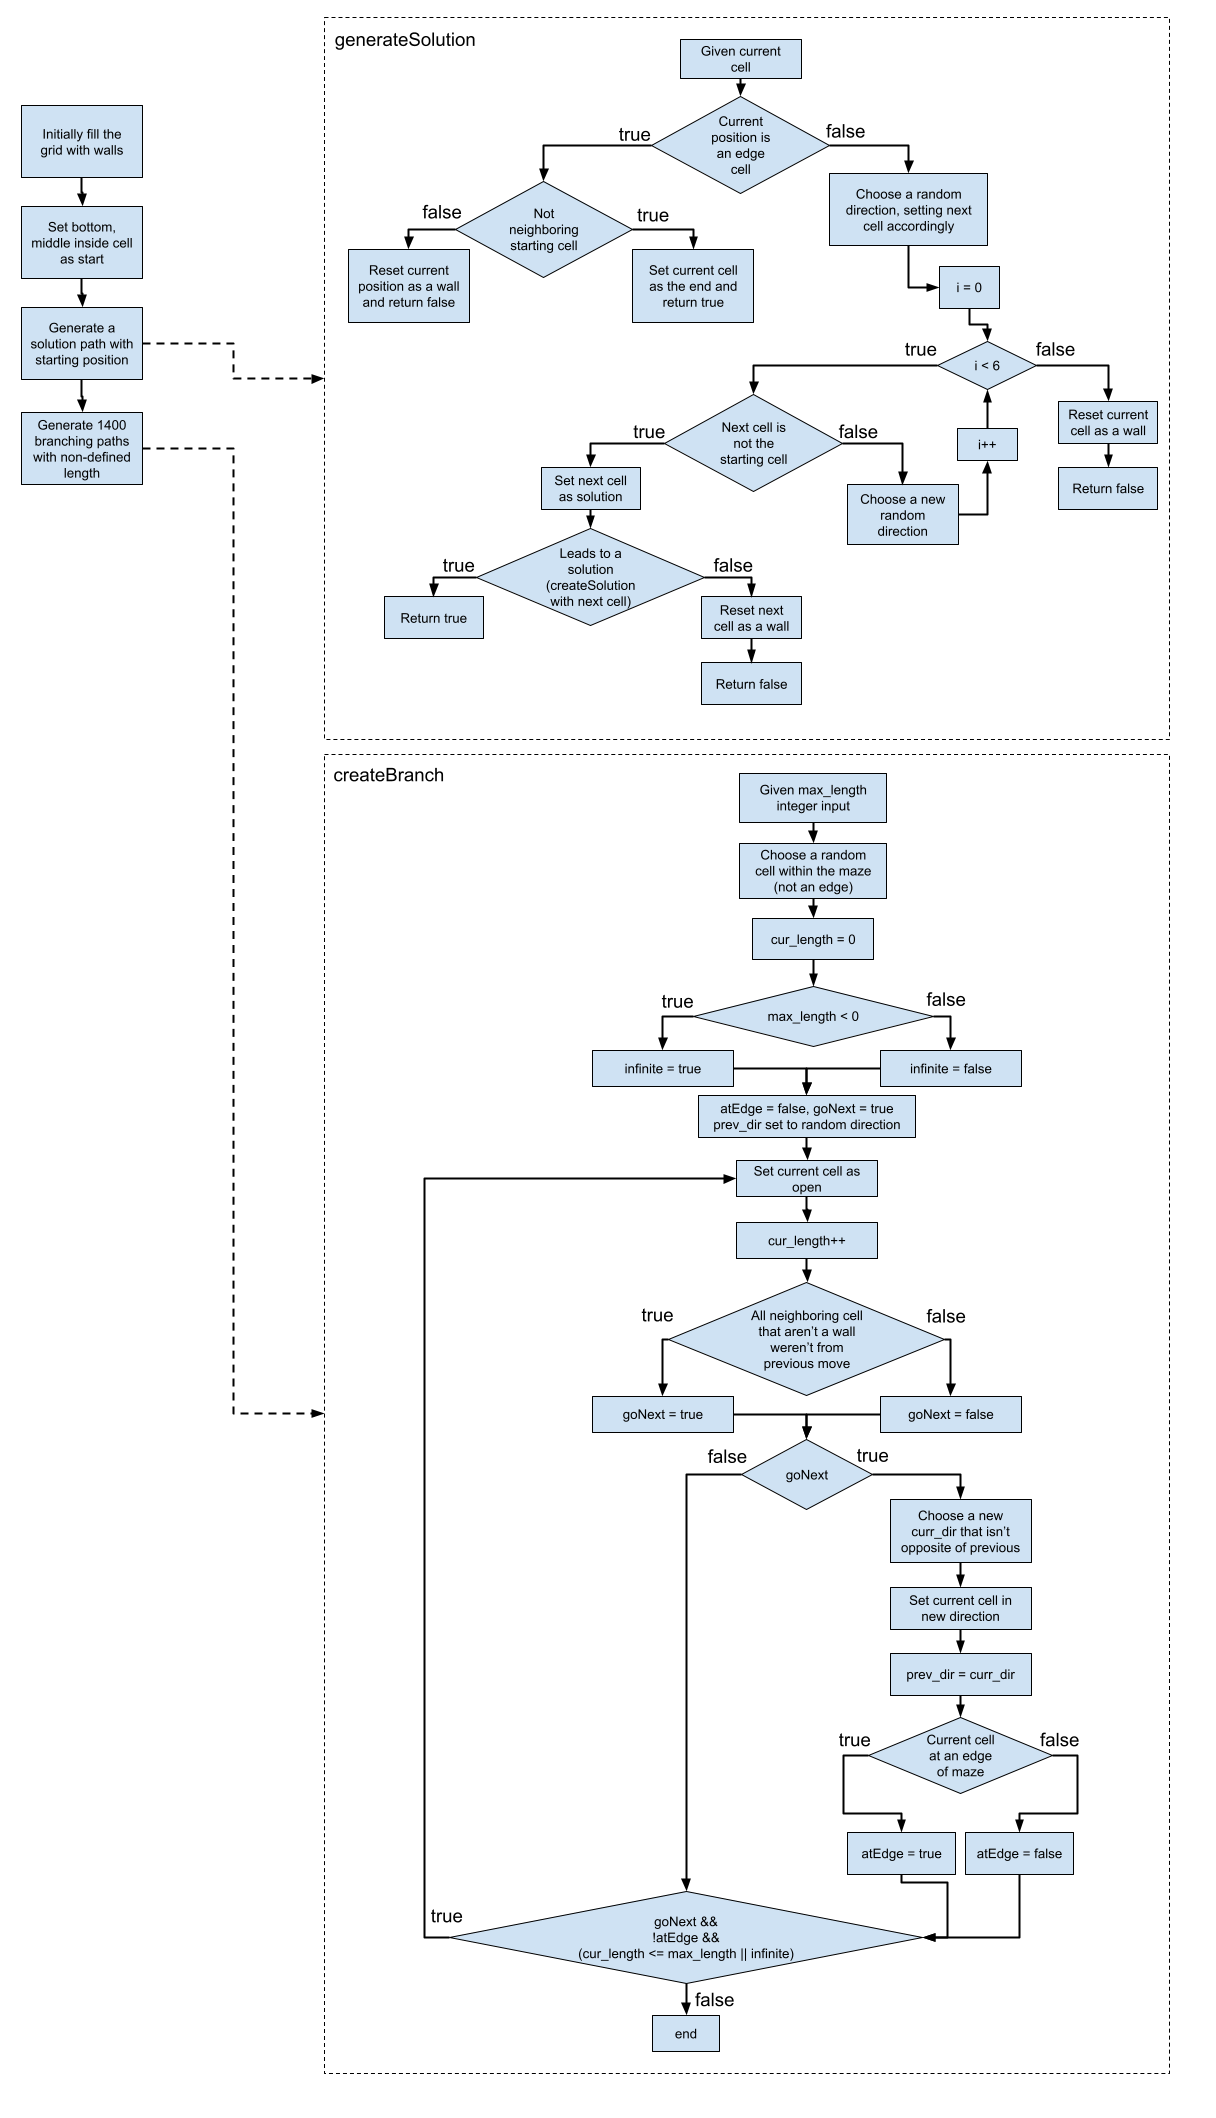 Initially fill the
grid with walls
Set bottom,
middle inside cell
as start
Generate a
solution path with
starting position
Generate 1400
branching paths
with non-defined
length
generateSolution
Given current
cell
Current
position is
an edge
cell
true
false
Not
neighboring
starting cell
false
true
Reset current
position as a wall
and return false
Set current cell
as the end and
return true
Choose a random
direction, setting next
cell accordingly
i = 0
i < 6
true
false
Reset current
cell as a wall
Return false
i++
Next cell is
not the
starting cell
true
false
Choose a new
random
direction
Set next cell
as solution
Leads to a
solution
(createSolution
with next cell)
true
false
Return true
Reset next
cell as a wall
Return false
createBranch
Given max_length
integer input
Choose a random
cell within the maze
(not an edge)
cur_length = 0
max_length < 0
true
false
infinite = true
infinite = false
atEdge = false, goNext = true
prev_dir set to random direction
Set current cell as
open
cur_length++
All neighboring cell
that aren't a wall
weren't from
previous move
true
false
goNext = true
goNext = false
goNext
false
true
Choose a new
curr_dir that isn't
opposite of previous
Set current cell in
new direction
prev_dir = curr_dir
Current cell
at an edge
of maze
true
false
atEdge = true
atEdge = false
goNext &&
!atEdge &&
(cur_length <= max_length || infinite)
true
false
end